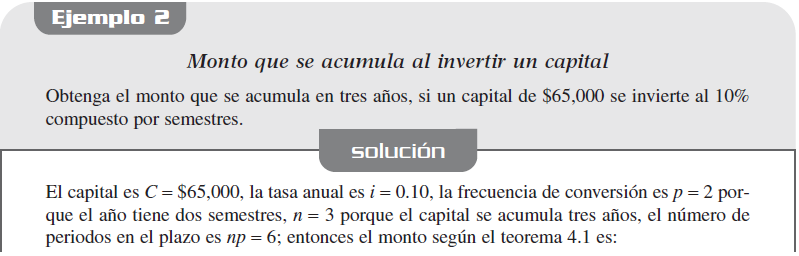 Ejemplo 2
Monto que se acumula al invertir un capital
Obtenga el monto que se acumula en tres años, si un capital de $65,000 se invierte al 10%
compuesto por semestres.
solución
El capital es C = $65,000, la tasa anual es i = 0.10, la frecuencia de conversión es p = 2 por-
que el año tiene dos semestres, n = 3 porque el capital se acumula tres años, el número de
periodos en el plazo es np = 6; entonces el monto según el teorema 4.1 es: